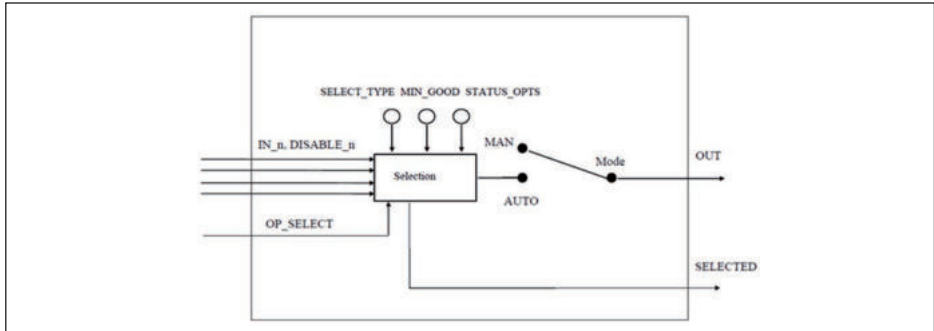 SELECT_TYPE MIN_GOOD STATUS_OPTS
IN_n, DISABLE_n
MAN
Mode
OUT
Selection
AUTO
OP_SELECT
SELECTED